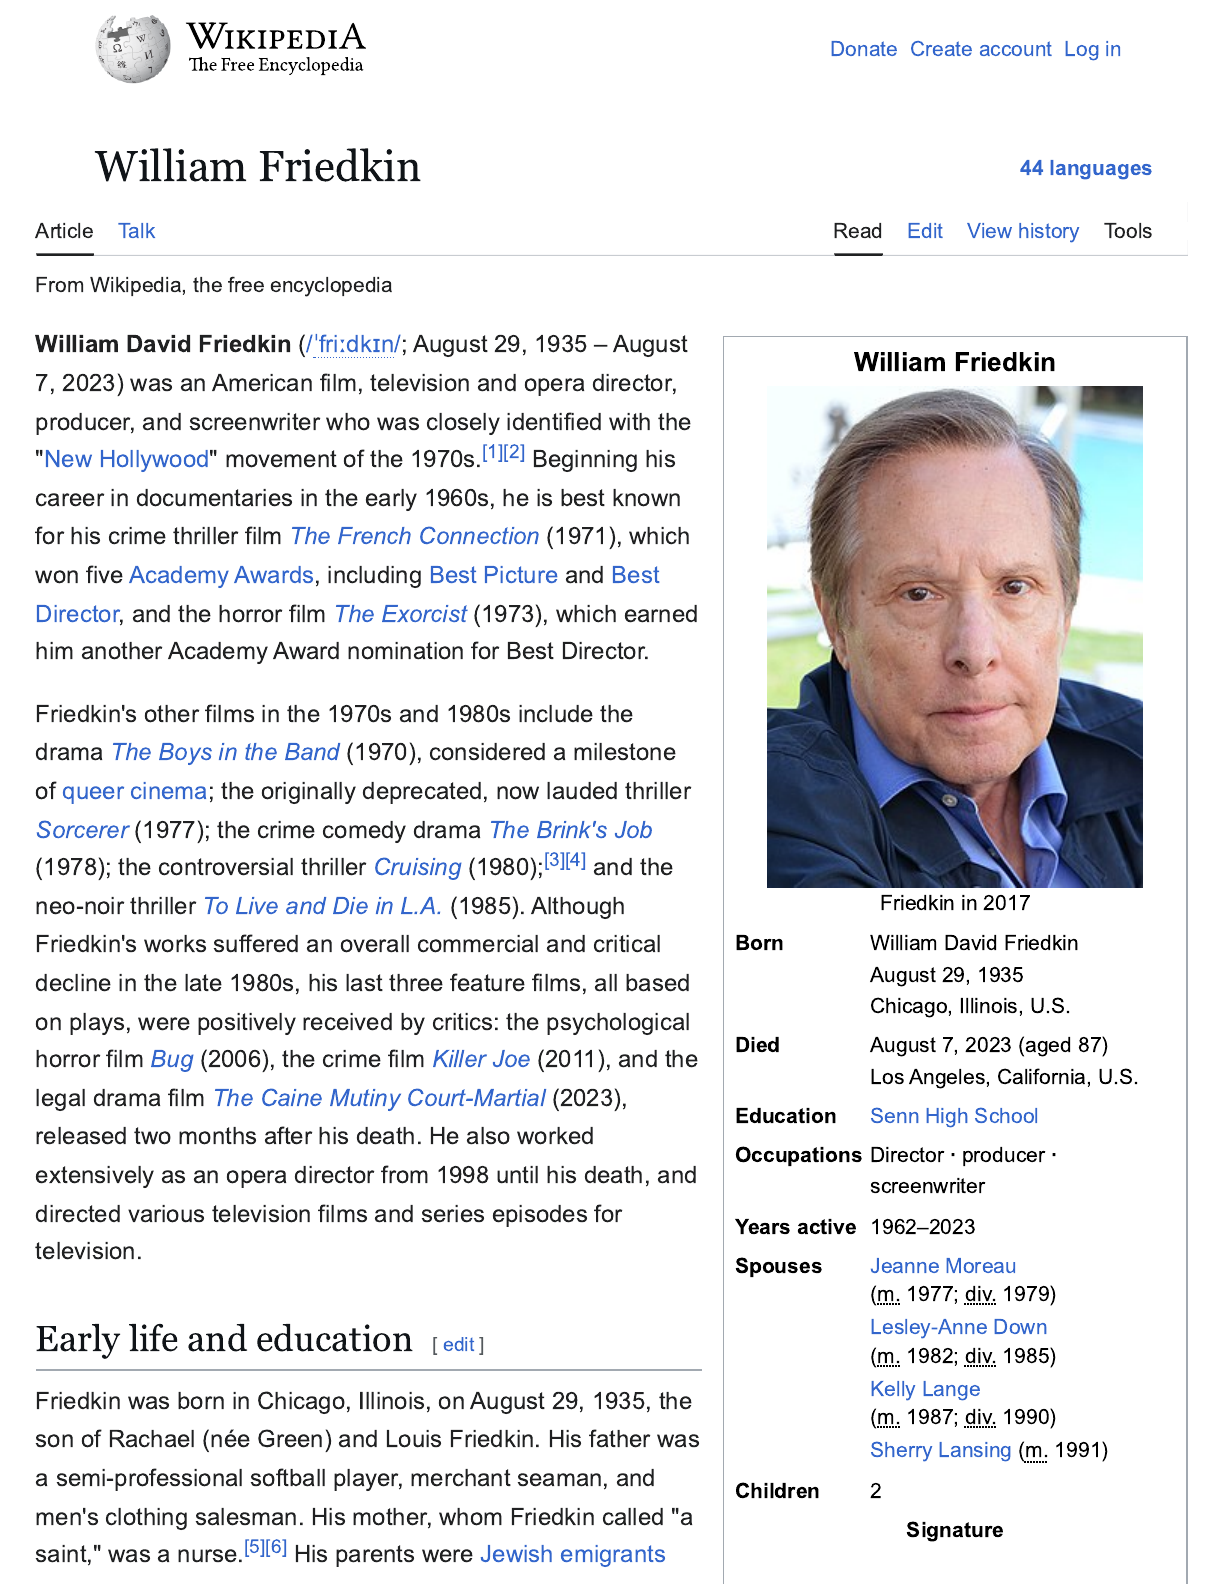 WIKIPEDIA
The Free Encyclopedia
Donate Create account Log in
William Friedkin
44 languages
Article Talk
Read Edit View history Tools
From Wikipedia, the free encyclopedia
William David Friedkin (/ˈfriːdkɪn/; August 29, 1935 – August
7, 2023) was an American film, television and opera director,
producer, and screenwriter who was closely identified with the
"New Hollywood" movement of the 1970s.[1][2] Beginning his
career in documentaries in the early 1960s, he is best known
for his crime thriller film The French Connection (1971), which
won five Academy Awards, including Best Picture and Best
Director, and the horror film The Exorcist (1973), which earned
him another Academy Award nomination for Best Director.
Friedkin's other films in the 1970s and 1980s include the
drama The Boys in the Band (1970), considered a milestone
of queer cinema; the originally deprecated, now lauded thriller
Sorcerer (1977); the crime comedy drama The Brink's Job
(1978); the controversial thriller Cruising (1980);[3][4] and the
neo-noir thriller To Live and Die in L.A. (1985). Although
Friedkin's works suffered an overall commercial and critical
decline in the late 1980s, his last three feature films, all based
on plays, were positively received by critics: the psychological
horror film Bug (2006), the crime film Killer Joe (2011), and the
legal drama film The Caine Mutiny Court-Martial (2023),
released two months after his death. He also worked
extensively as an opera director from 1998 until his death, and
directed various television films and series episodes for
television.
Early life and education [ edit ]
Friedkin was born in Chicago, Illinois, on August 29, 1935, the
son of Rachael (née Green) and Louis Friedkin. His father was
a semi-professional softball player, merchant seaman, and
men's clothing salesman. His mother, whom Friedkin called "a
saint," was a nurse.[5][6] His parents were Jewish emigrants
William Friedkin
Friedkin in 2017
Born William David Friedkin
August 29, 1935
Chicago, Illinois, U.S.
Died August 7, 2023 (aged 87)
Los Angeles, California, U.S.
Education Senn High School
Occupations Director · producer ·
screenwriter
Years active 1962–2023
Spouses Jeanne Moreau
(m. 1977; div. 1979)
Lesley-Anne Down
(m. 1982; div. 1985)
Kelly Lange
(m. 1987; div. 1990)
Sherry Lansing (m. 1991)
Children 2
Signature